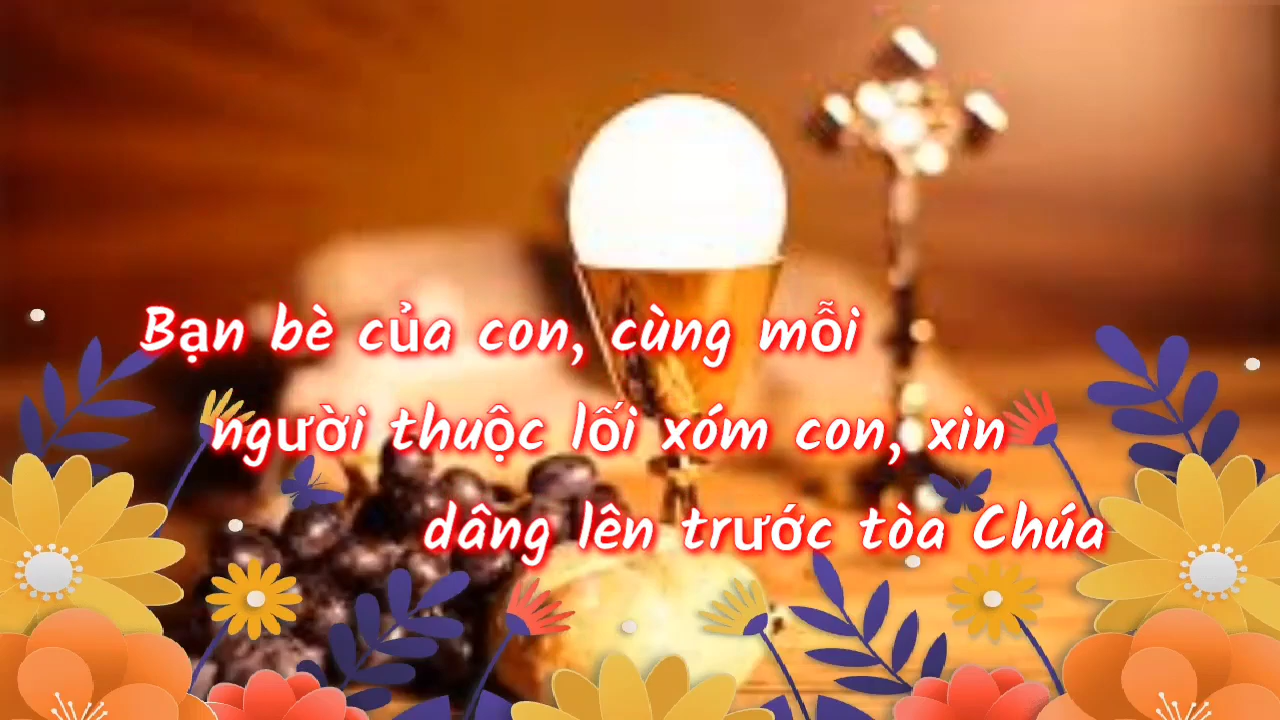 Bạn bè của con, cùng mỗi
người thuộc lối xóm con, xin
dâng lên trước tòa Chúa